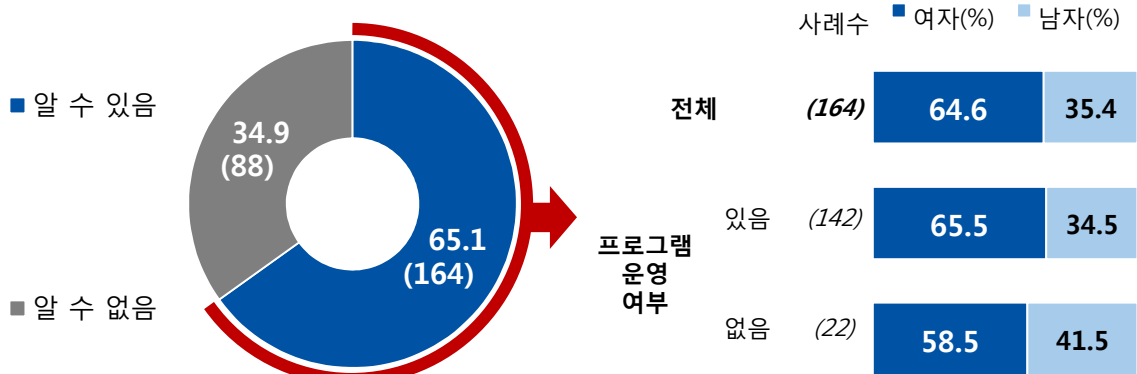 사례수 여자(%) 남자(%)
알 수 있음
알 수 없음
34.9
(88)
65.1
(164)
전체 (164) 64.6 35.4
프로그램
운영
여부
있음 (142) 65.5 34.5
없음 (22) 58.5 41.5